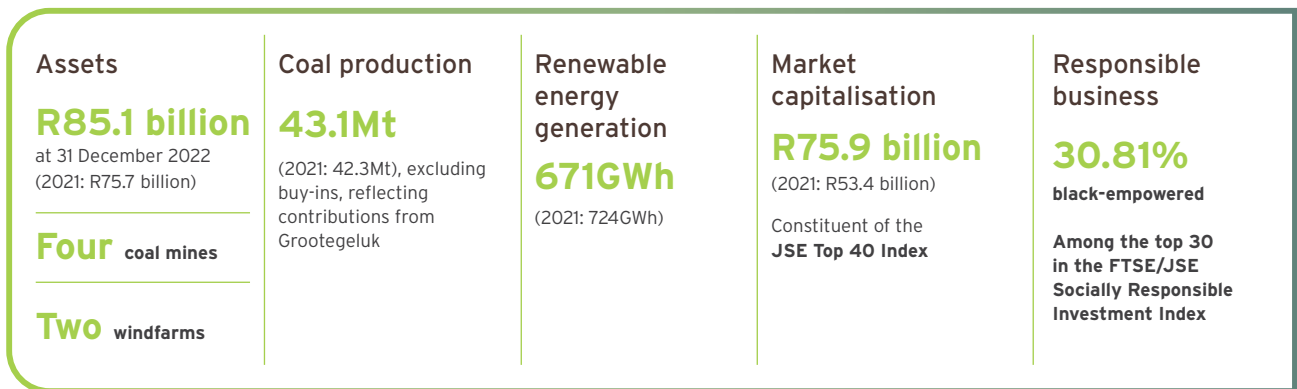 Assets
R85.1 billion
at 31 December 2022
(2021: R75.7 billion)
Four coal mines
Two windfarms
Coal production
43.1Mt
(2021: 42.3Mt), excluding
buy-ins, reflecting
contributions from
Grootegeluk
Renewable
energy
generation
671GWh
(2021: 724GWh)
Market
capitalisation
R75.9 billion
(2021: R53.4 billion)
Constituent of the
JSE Top 40 Index
Responsible
business
30.81%
black-empowered
Among the top 30
in the FTSE/JSE
Socially Responsible
Investment Index